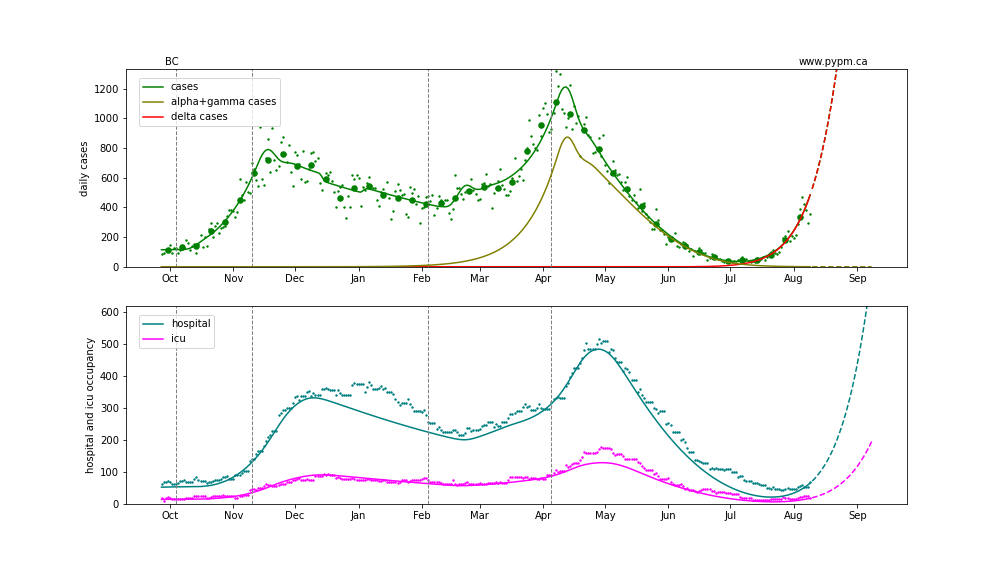 BC www.pypm.ca
1200
1000
800
600
400
200
0
daily cases
cases
alpha+gamma cases
delta cases
Oct Nov Dec Jan Feb Mar Apr May Jun Jul Aug Sep
600
500
400
300
200
100
0
hospital and icu occupancy
hospital
icu
Oct Nov Dec Jan Feb Mar Apr May Jun Jul Aug Sep